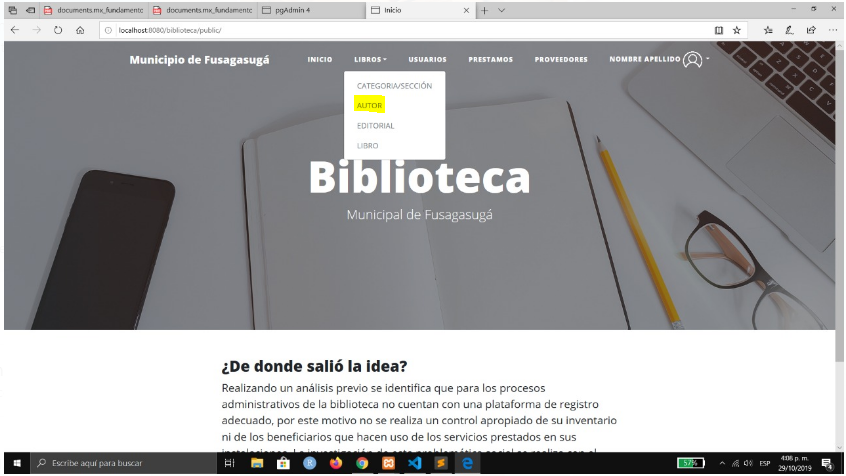 documents.mx_fundamento
documents.mx_fundamento
pgAdmin 4
Inicio
localhost:8080/biblioteca/public/
Municipio de Fusagasugá
INICIO
LIBROS
USUARIOS
PRESTAMOS
PROVEEDORES
NOMBRE APELLIDO
CATEGORIA/SECCIÓN
AUTOR
EDITORIAL
LIBRO
Biblioteca
Municipal de Fusagasugá
¿De donde salió la idea?
Realizando un análisis previo se identifica que para los procesos
administrativos de la biblioteca no cuentan con una plataforma de registro
adecuado, por este motivo no se realiza un control apropiado de su inventario
ni de los beneficiarios que hacen uso de los servicios prestados en sus
Escribe aquí para buscar
57%
ESP
4:06 p. m.
29/10/2019